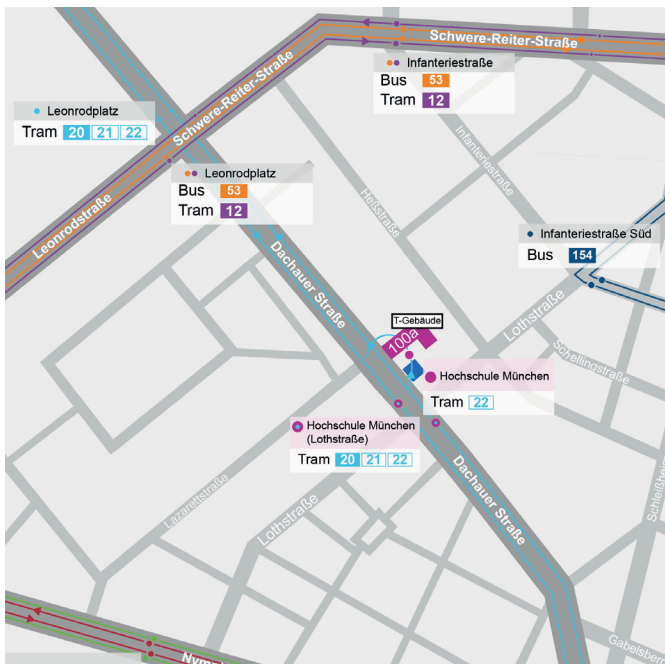 Schwere-Reiter-Straße
Infanteriestraße
Bus 53
Tram 12
Leonrodplatz
Tram 20 21 22
Schwere-Reiter-Straße
Infanteriestraße
Leonrodplatz
Bus 53
Tram 12
Heßstraße
Leonrodstraße
Infanteriestraße Süd
Bus 154
Dachauer Straße
Lothstraße
T-Gebäude
100a
Schellingstraße
Hochschule München
Tram 22
Hochschule München
(Lothstraße)
Tram 20 21 22
Dachauer Straße
Lazarettstraße
Lothstraße